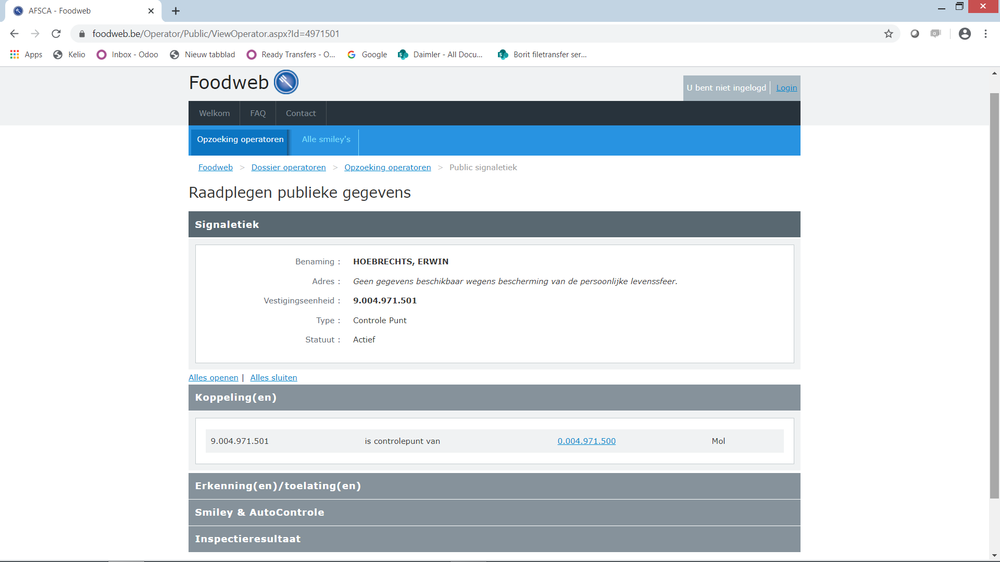 AFSCA - Foodweb
foodweb.be/Operator/Public/ViewOperator.aspx?Id=4971501
Apps Kelio Inbox - Odoo Nieuw tabblad Ready Transfers - O... Google Daimler - All Docu... Borit filetransfer ser...
Foodweb
U bent niet ingelogd Login
Welkom FAQ Contact
Opzoeking operatoren Alle smiley's
Foodweb > Dossier operatoren > Opzoeking operatoren > Public signaletiek
Raadplegen publieke gegevens
Signaletiek
Benaming : HOEBRECHTS, ERWIN
Adres : Geen gegevens beschikbaar wegens bescherming van de persoonlijke levenssfeer.
Vestigingseenheid : 9.004.971.501
Type : Controle Punt
Statuut : Actief
Alles openen | Alles sluiten
Koppeling(en)
9.004.971.501 is controlepunt van 0.004.971.500 Mol
Erkenning(en)/toelating(en)
Smiley & AutoControle
Inspectieresultaat